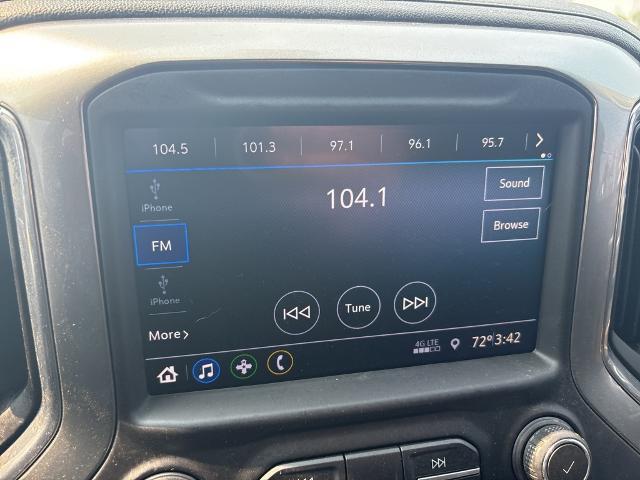 104.5 101.3 97.1 96.1 95.7
iPhone
104.1
Sound
FM
Browse
iPhone
Tune
More
4G LTE
72° 3:42